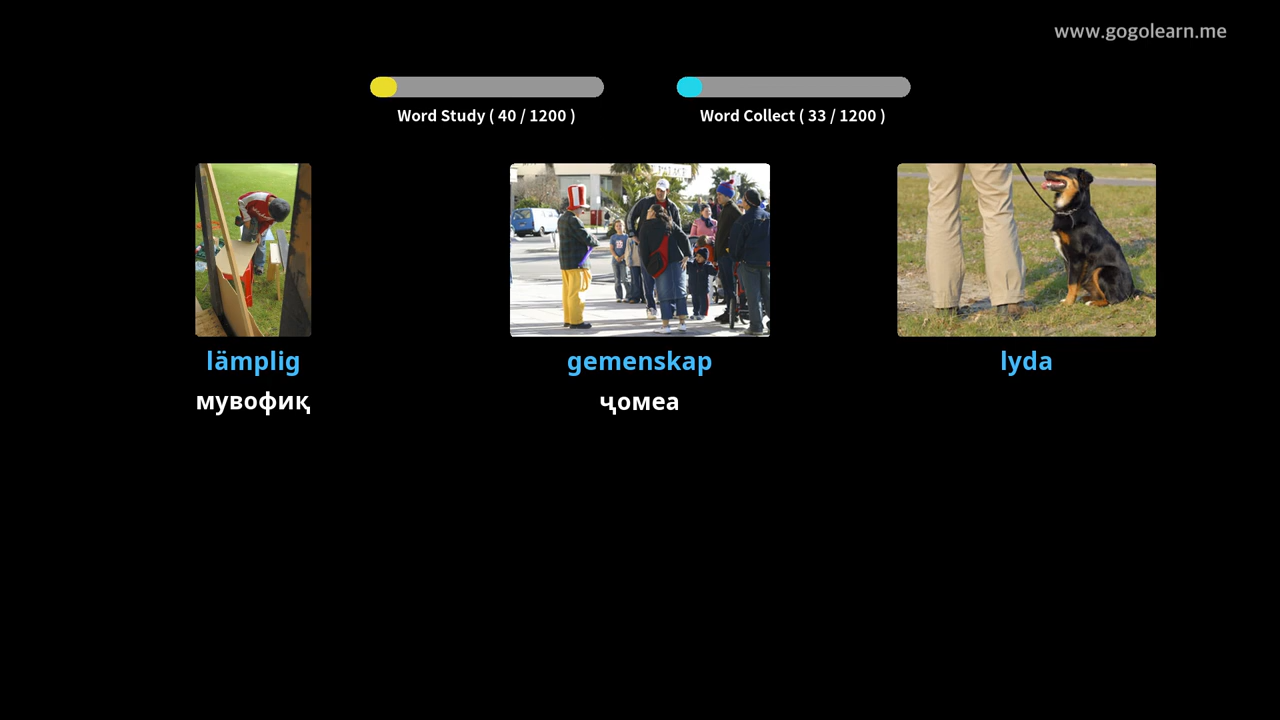 www.gogolearn.me
Word Study ( 40 / 1200 )
Word Collect ( 33 / 1200 )
lämplig
мувофиқ
gemenskap
ҷомеа
lyda